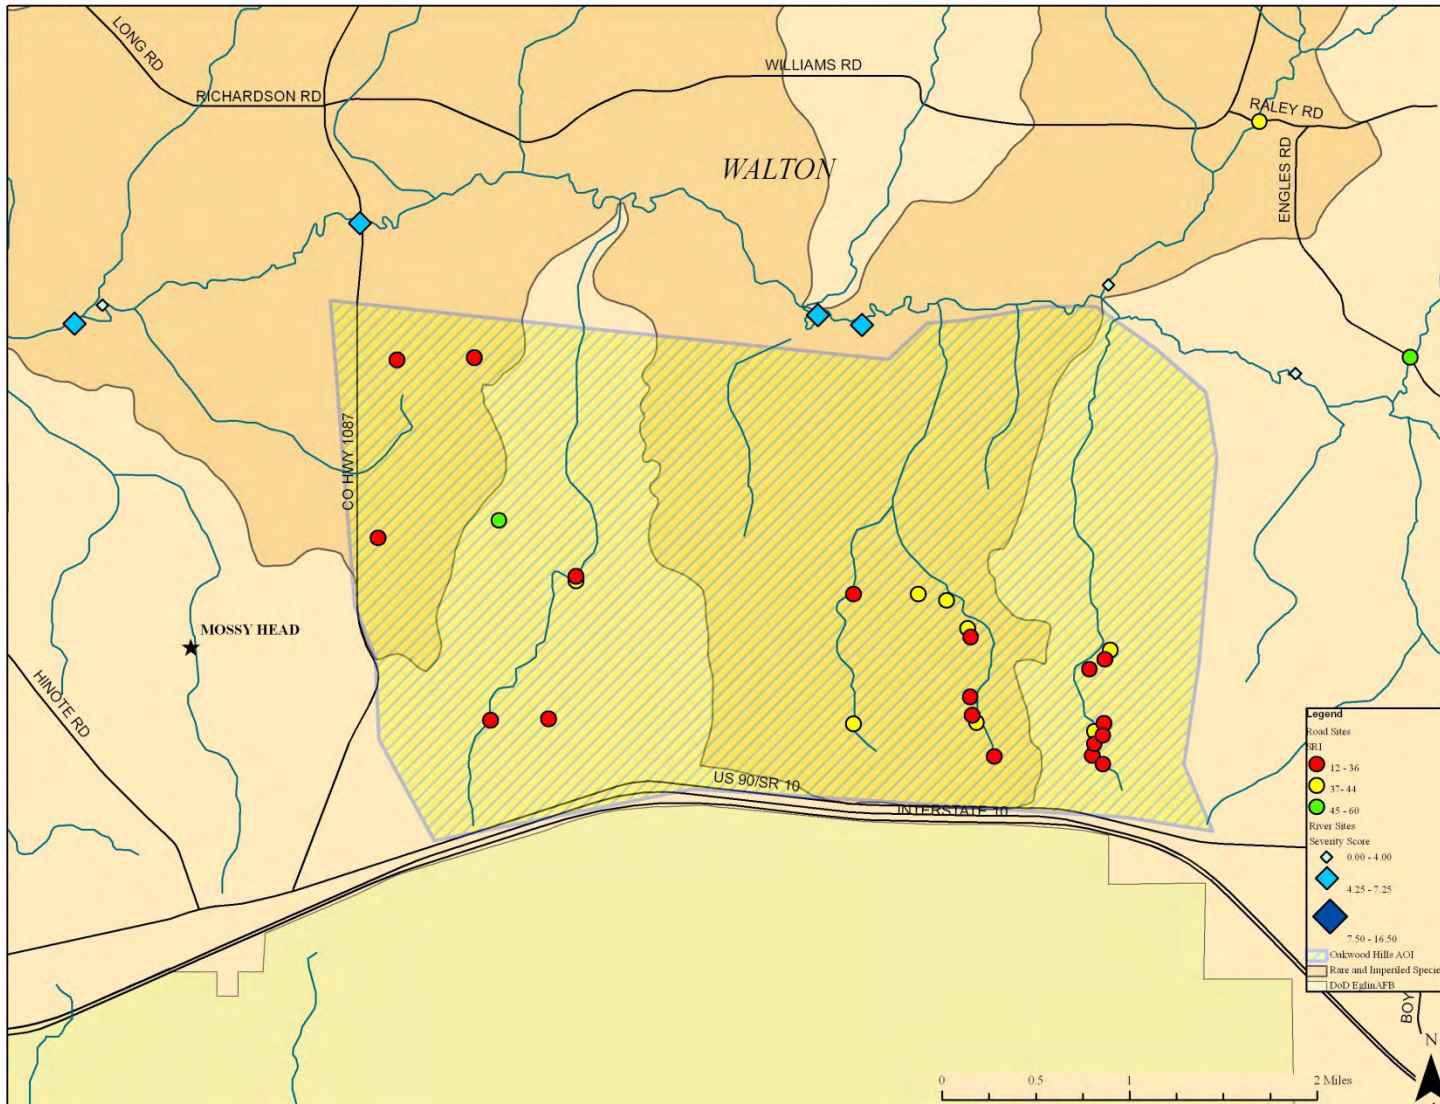 LONG RD
RICHARDSON RD
WILLIAMS RD
RALEY RD
ENGLES RD
WALTON
CO HWY 1087
MOSSY HEAD
HINOTE RD
US 90/SR 10
INTERSTATE 10
Legend
Road Sites
SRI
12 - 36
37- 44
45 - 60
River Sites
Severity Score
0.00 - 4.00
4.25 - 7.25
7.50 - 16.50
Oakwood Hills AOI
Rare and Imperiled Specie
DoD EglinAFB
BOY
N
0 0.5 1 2 Miles